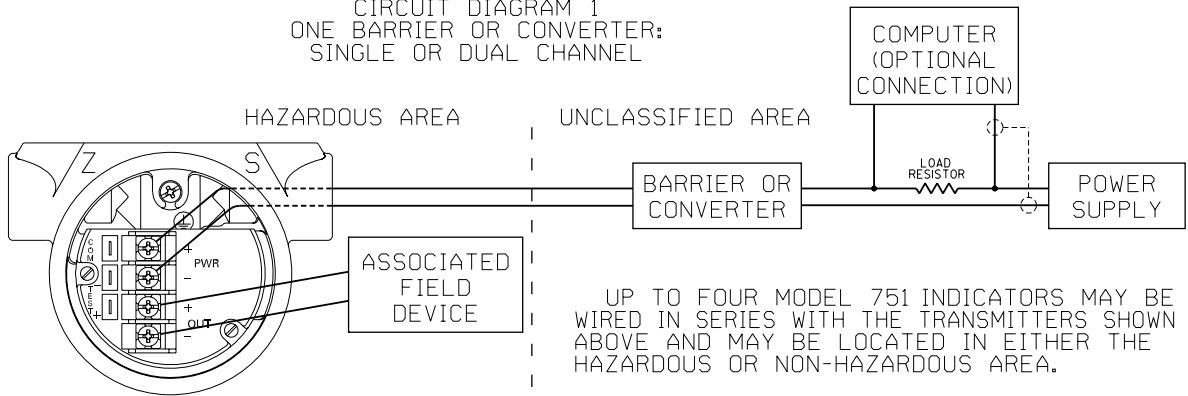 CIRCUIT DIAGRAM 1
ONE BARRIER OR CONVERTER:
SINGLE OR DUAL CHANNEL
COMPUTER
(OPTIONAL
CONNECTION)
HAZARDOUS AREA
UNCLASSIFIED AREA
Z
S
LOAD
RESISTOR
BARRIER OR
CONVERTER
POWER
SUPPLY
COM
+
PWR
-
TEST
+
+
OUT
-
ASSOCIATED
FIELD
DEVICE
UP TO FOUR MODEL 751 INDICATORS MAY BE
WIRED IN SERIES WITH THE TRANSMITTERS SHOWN
ABOVE AND MAY BE LOCATED IN EITHER THE
HAZARDOUS OR NON-HAZARDOUS AREA.